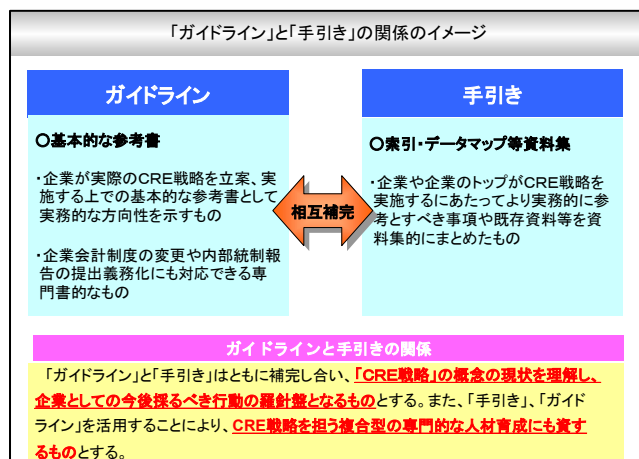 「ガイドライン」と「手引き」の関係のイメージ
ガイドライン
○基本的な参考書
・企業が実際のCRE戦略を立案、実
施する上での基本的な参考書として
実務的な方向性を示すもの
・企業会計制度の変更や内部統制報
告の提出義務化にも対応できる専
門書的なもの
相互補完
手引き
○索引・データマップ等資料集
・企業や企業のトップがCRE戦略を
実施するにあたってより実務的に参
考とすべき事項や既存資料等を資
料集的にまとめたもの
ガイドラインと手引きの関係
「ガイドライン」と「手引き」はともに補完し合い、「CRE戦略」の概念の現状を理解し、
企業としての今後採るべき行動の羅針盤となるものとする。また、「手引き」、「ガイド
ライン」を活用することにより、CRE戦略を担う複合型の専門的な人材育成にも資す
るものとする。